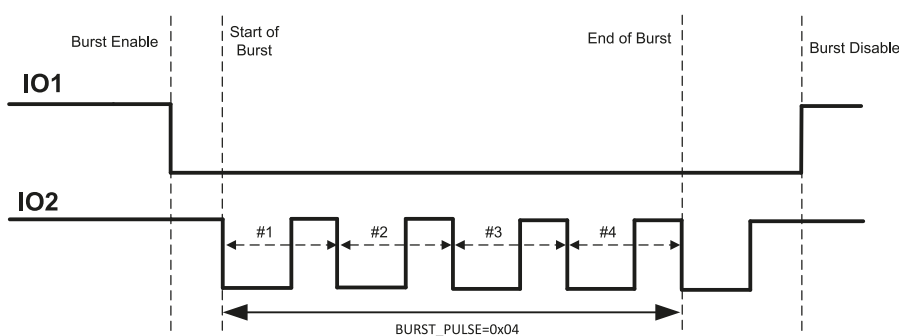 Burst Enable
Start of
Burst
End of Burst
Burst Disable
IO1
IO2
#1
#2
#3
#4
BURST_PULSE=0x04